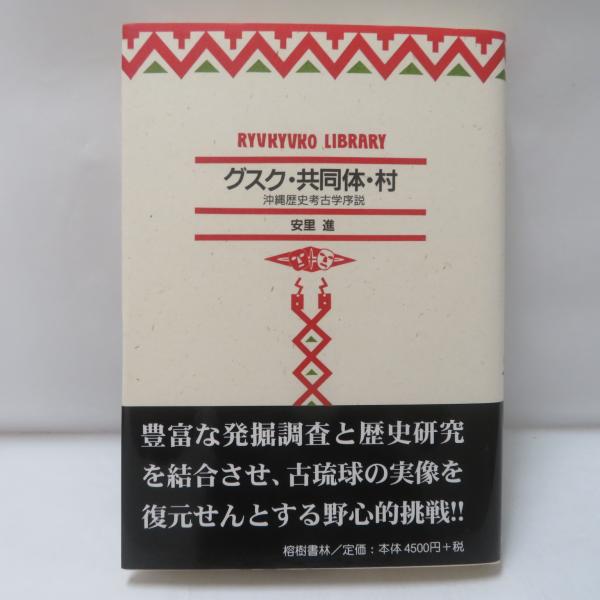 RYUKYUKO LIBRARY
グスク・共同体・村
沖縄歴史考古学序説
安里 進
豊富な発掘調査と歴史研究
を結合させ、古琉球の実像を
復元せんとする野心的挑戦!!
榕樹書林/定価:本体4500円+税